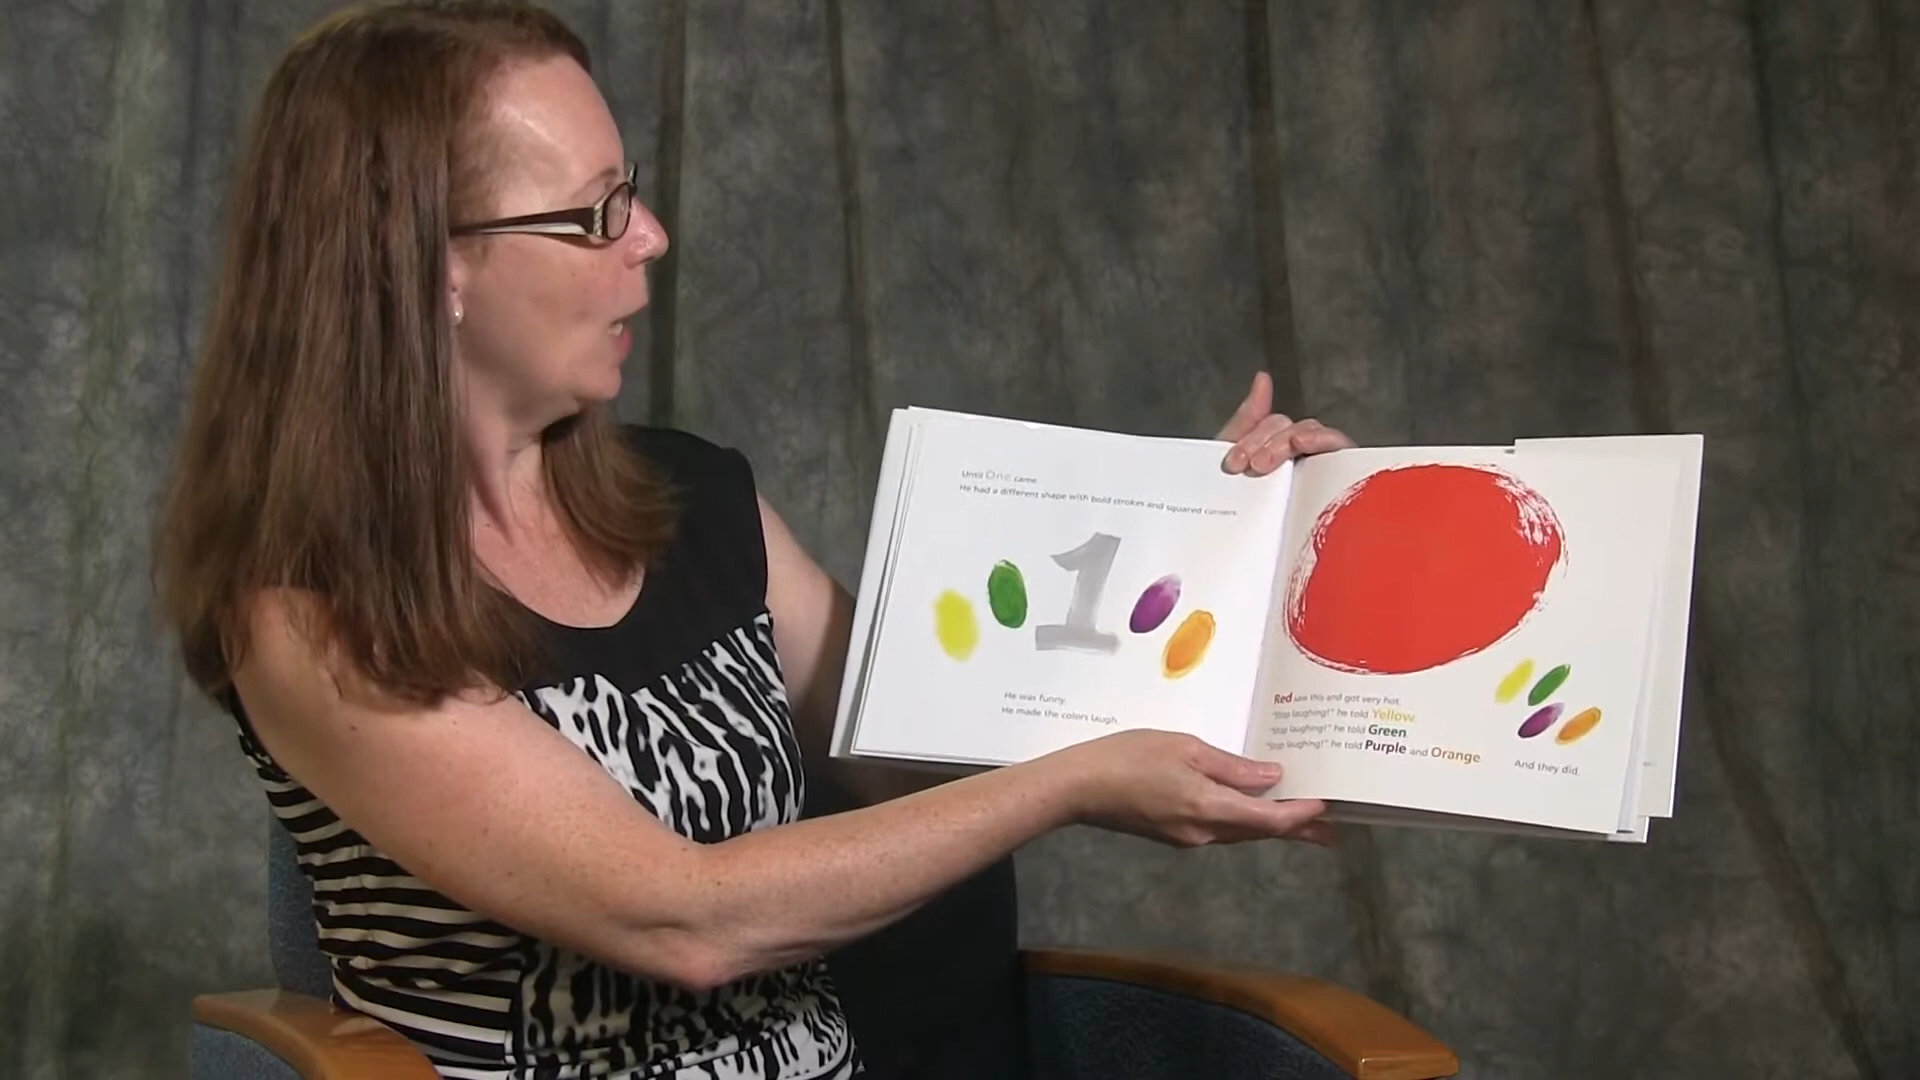 Until One came.
He had a different shape with bold strokes and squared corners.
1
He was funny.
He made the colors laugh.
Red saw this and got very hot.
"Stop laughing!" he told Yellow.
"Stop laughing!" he told Green.
"Stop laughing!" he told Purple and Orange.
And they did.